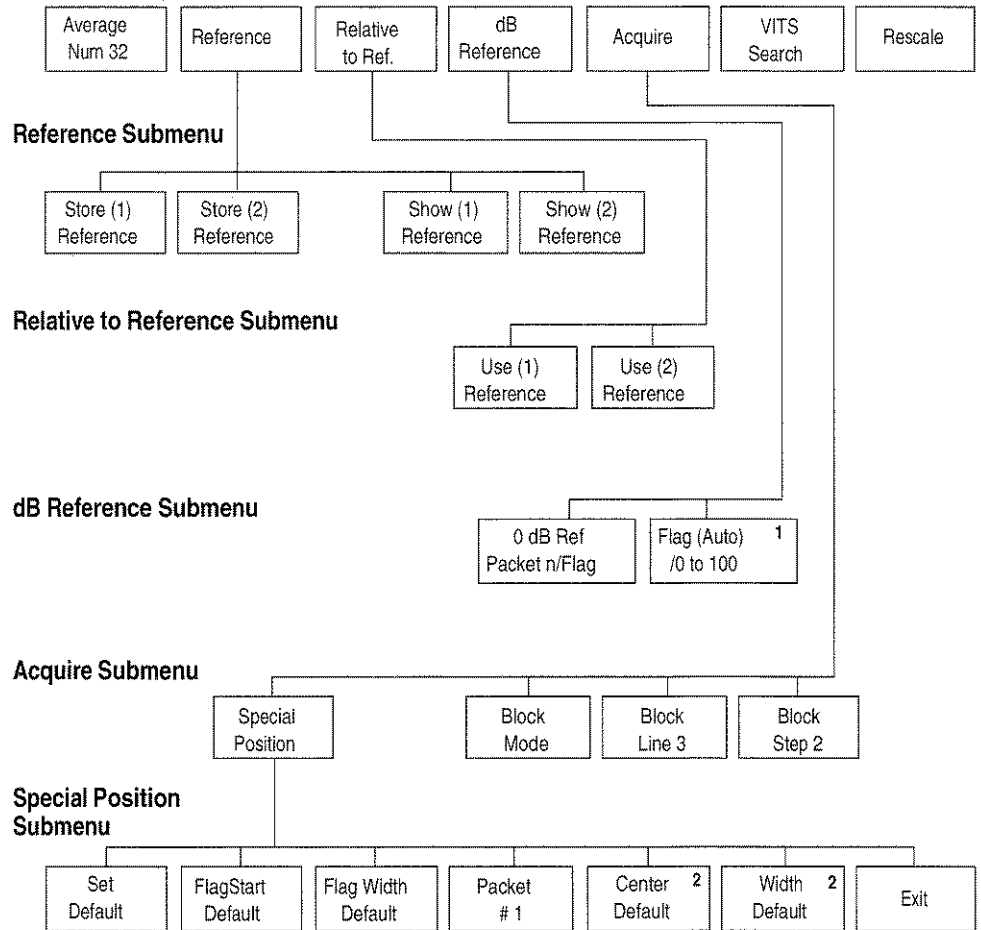 Average
Num 32
Reference
Relative
to Ref.
dB
Reference
Acquire
VITS
Search
Rescale
Reference Submenu
Store (1)
Reference
Store (2)
Reference
Show (1)
Reference
Show (2)
Reference
Relative to Reference Submenu
Use (1)
Reference
Use (2)
Reference
dB Reference Submenu
0 dB Ref
Packet n/Flag
Flag (Auto) 1
/0 to 100
Acquire Submenu
Special
Position
Block
Mode
Block
Line 3
Block
Step 2
Special Position
Submenu
Set
Default
FlagStart
Default
Flag Width
Default
Packet
# 1
Center 2
Default
Width 2
Default
Exit